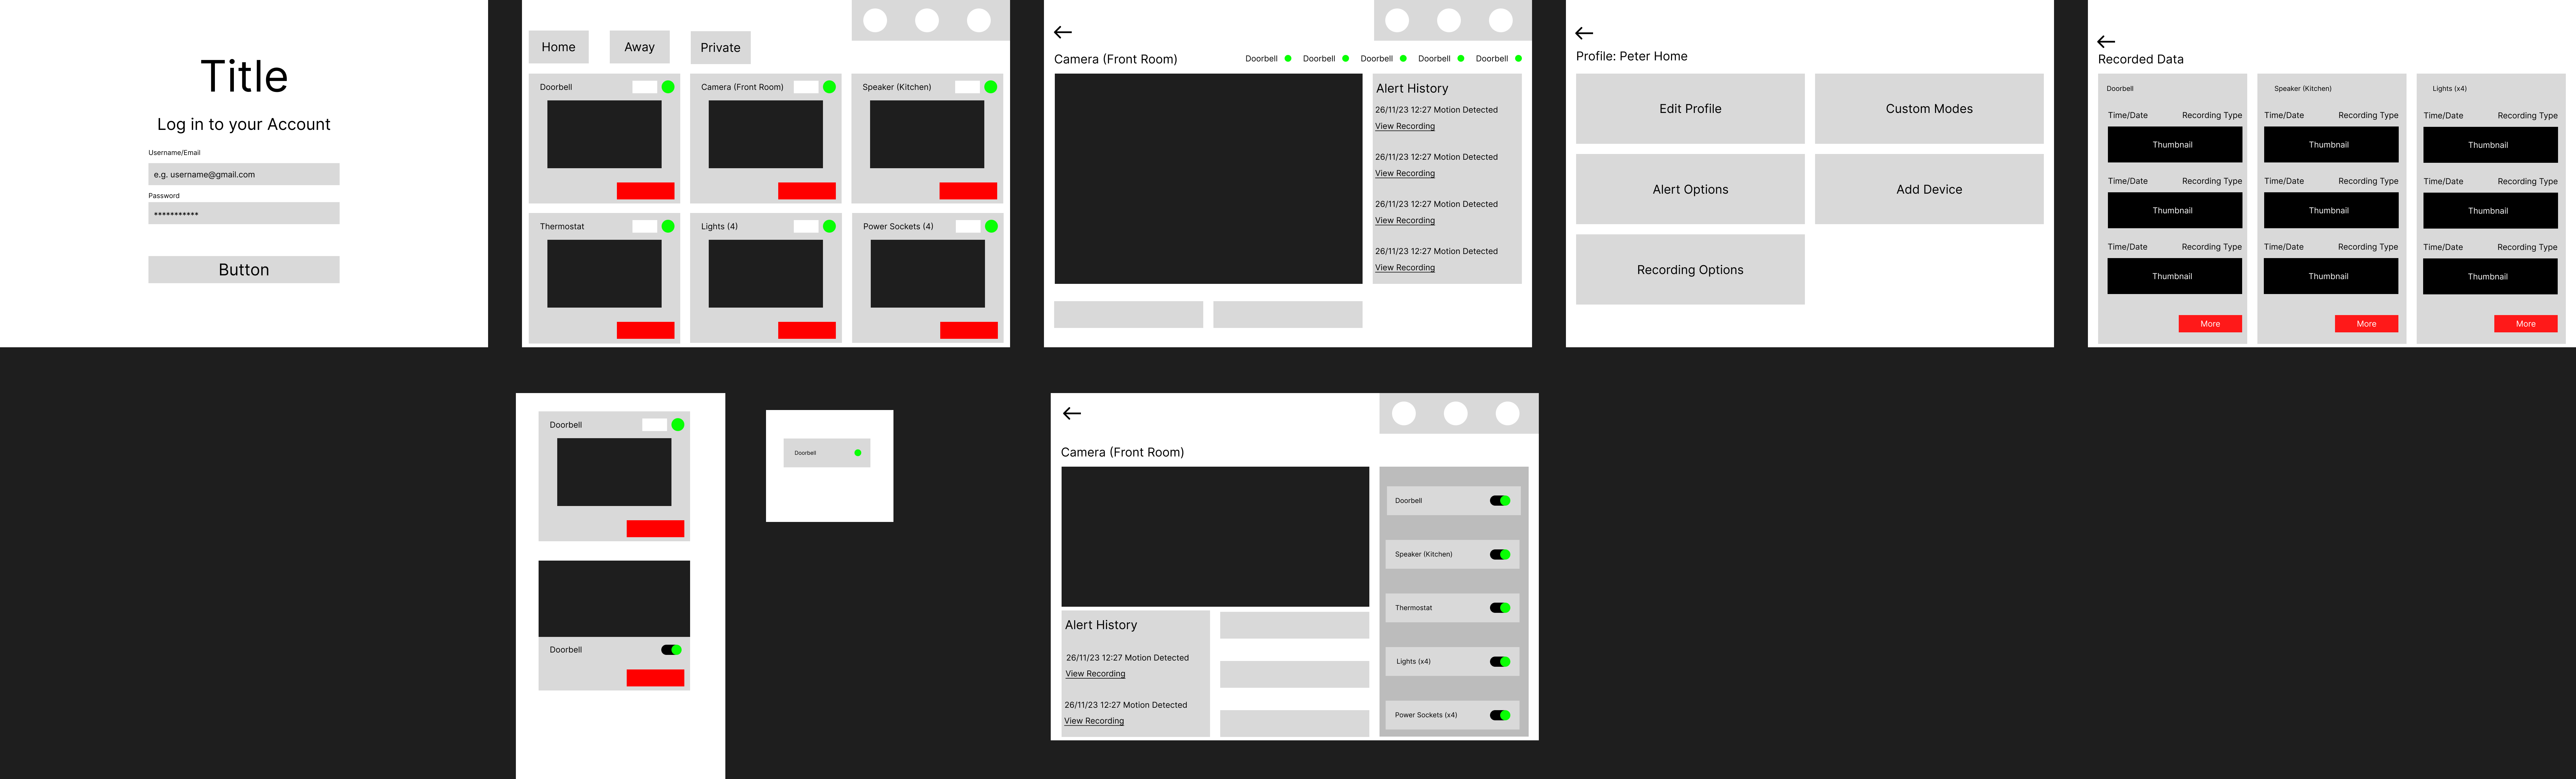 Title
Log in to your Account
Username/Email
e.g. username@gmail.com
Password
***********
Button
Home
Away
Private
Doorbell
Camera (Front Room)
Speaker (Kitchen)
Thermostat
Lights (4)
Power Sockets (4)
Camera (Front Room)
Doorbell
Doorbell
Doorbell
Doorbell
Doorbell
Alert History
26/11/23 12:27 Motion Detected
View Recording
26/11/23 12:27 Motion Detected
View Recording
26/11/23 12:27 Motion Detected
View Recording
26/11/23 12:27 Motion Detected
View Recording
Profile: Peter Home
Edit Profile
Custom Modes
Alert Options
Add Device
Recording Options
Recorded Data
Doorbell
Time/Date Recording Type
Thumbnail
Time/Date Recording Type
Thumbnail
Time/Date Recording Type
Thumbnail
More
Speaker (Kitchen)
Time/Date Recording Type
Thumbnail
Time/Date Recording Type
Thumbnail
Time/Date Recording Type
Thumbnail
More
Lights (x4)
Time/Date Recording Type
Thumbnail
Time/Date Recording Type
Thumbnail
Time/Date Recording Type
Thumbnail
More
Doorbell
Doorbell
Doorbell
Camera (Front Room)
Alert History
26/11/23 12:27 Motion Detected
View Recording
26/11/23 12:27 Motion Detected
View Recording
Doorbell
Speaker (Kitchen)
Thermostat
Lights (x4)
Power Sockets (x4)